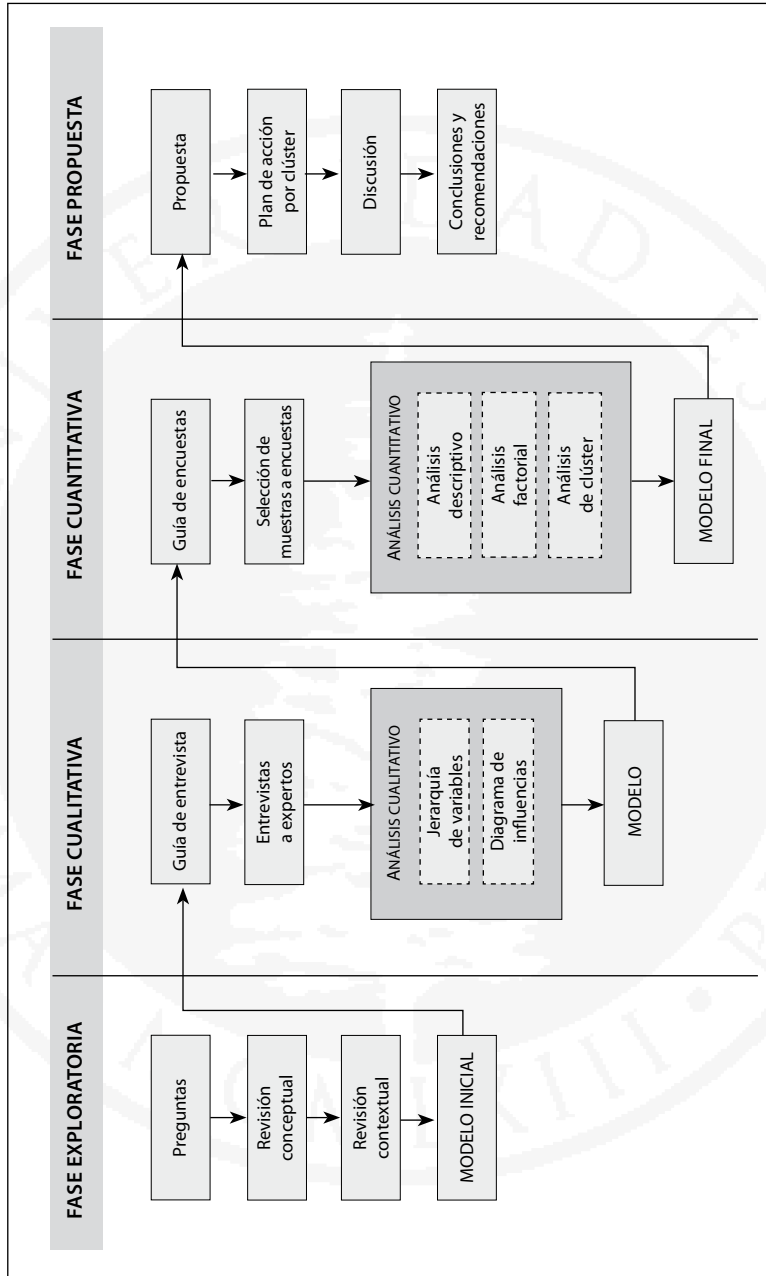 FASE EXPLORATORIA
Preguntas
Revisión
conceptual
Revisión
contextual
MODELO INICIAL
FASE CUALITATIVA
Guía de entrevista
Entrevistas
a expertos
ANÁLISIS CUALITATIVO
Jerarquía
de variables
Diagrama de
influencias
MODELO
FASE CUANTITATIVA
Guía de encuestas
Selección de
muestras a encuestas
ANÁLISIS CUANTITATIVO
Análisis
descriptivo
Análisis
factorial
Análisis
de clúster
MODELO FINAL
FASE PROPUESTA
Propuesta
Plan de acción
por clúster
Discusión
Conclusiones y
recomendaciones